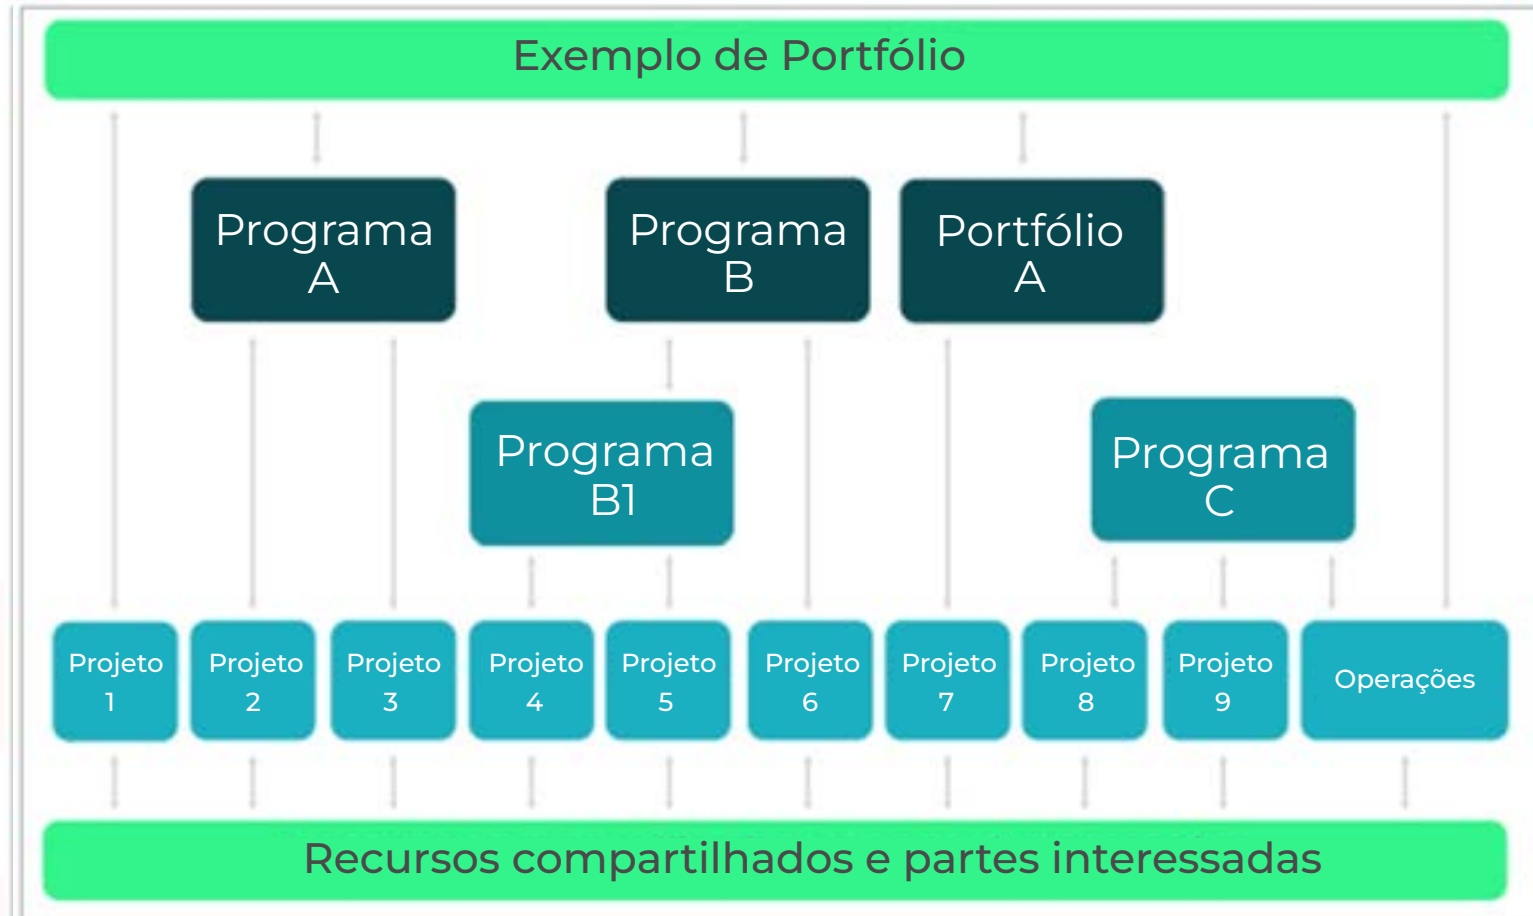 Exemplo de Portfólio
Programa
A
Programa
B
Portfólio
A
Programa
B1
Programa
C
Projeto
1
Projeto
2
Projeto
3
Projeto
4
Projeto
5
Projeto
6
Projeto
7
Projeto
8
Projeto
9
Operações
Recursos compartilhados e partes interessadas